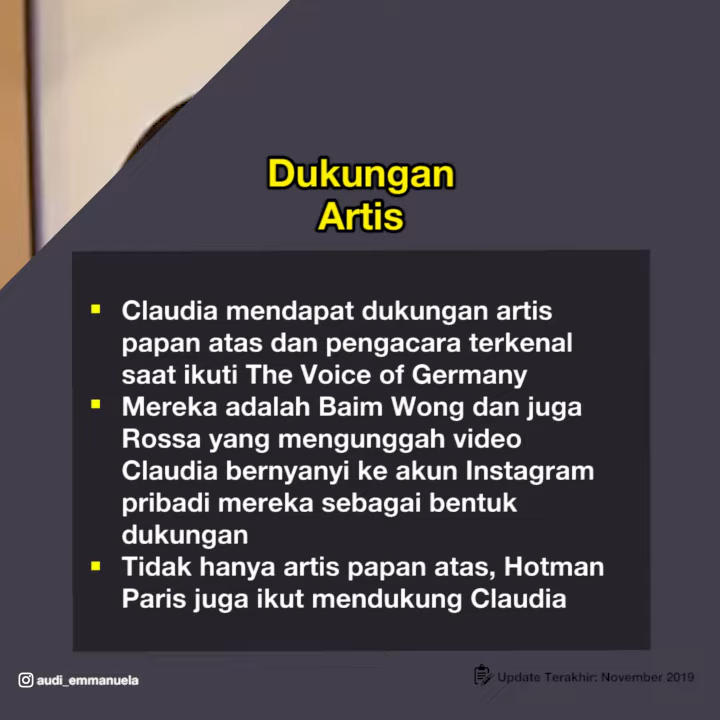 Dukungan
Artis
Claudia mendapat dukungan artis
papan atas dan pengacara terkenal
saat ikuti The Voice of Germany
Mereka adalah Baim Wong dan juga
Rossa yang mengunggah video
Claudia bernyanyi ke akun Instagram
pribadi mereka sebagai bentuk
dukungan
Tidak hanya artis papan atas, Hotman
Paris juga ikut mendukung Claudia
audi_emmanuela
Update Terakhir: November 2019